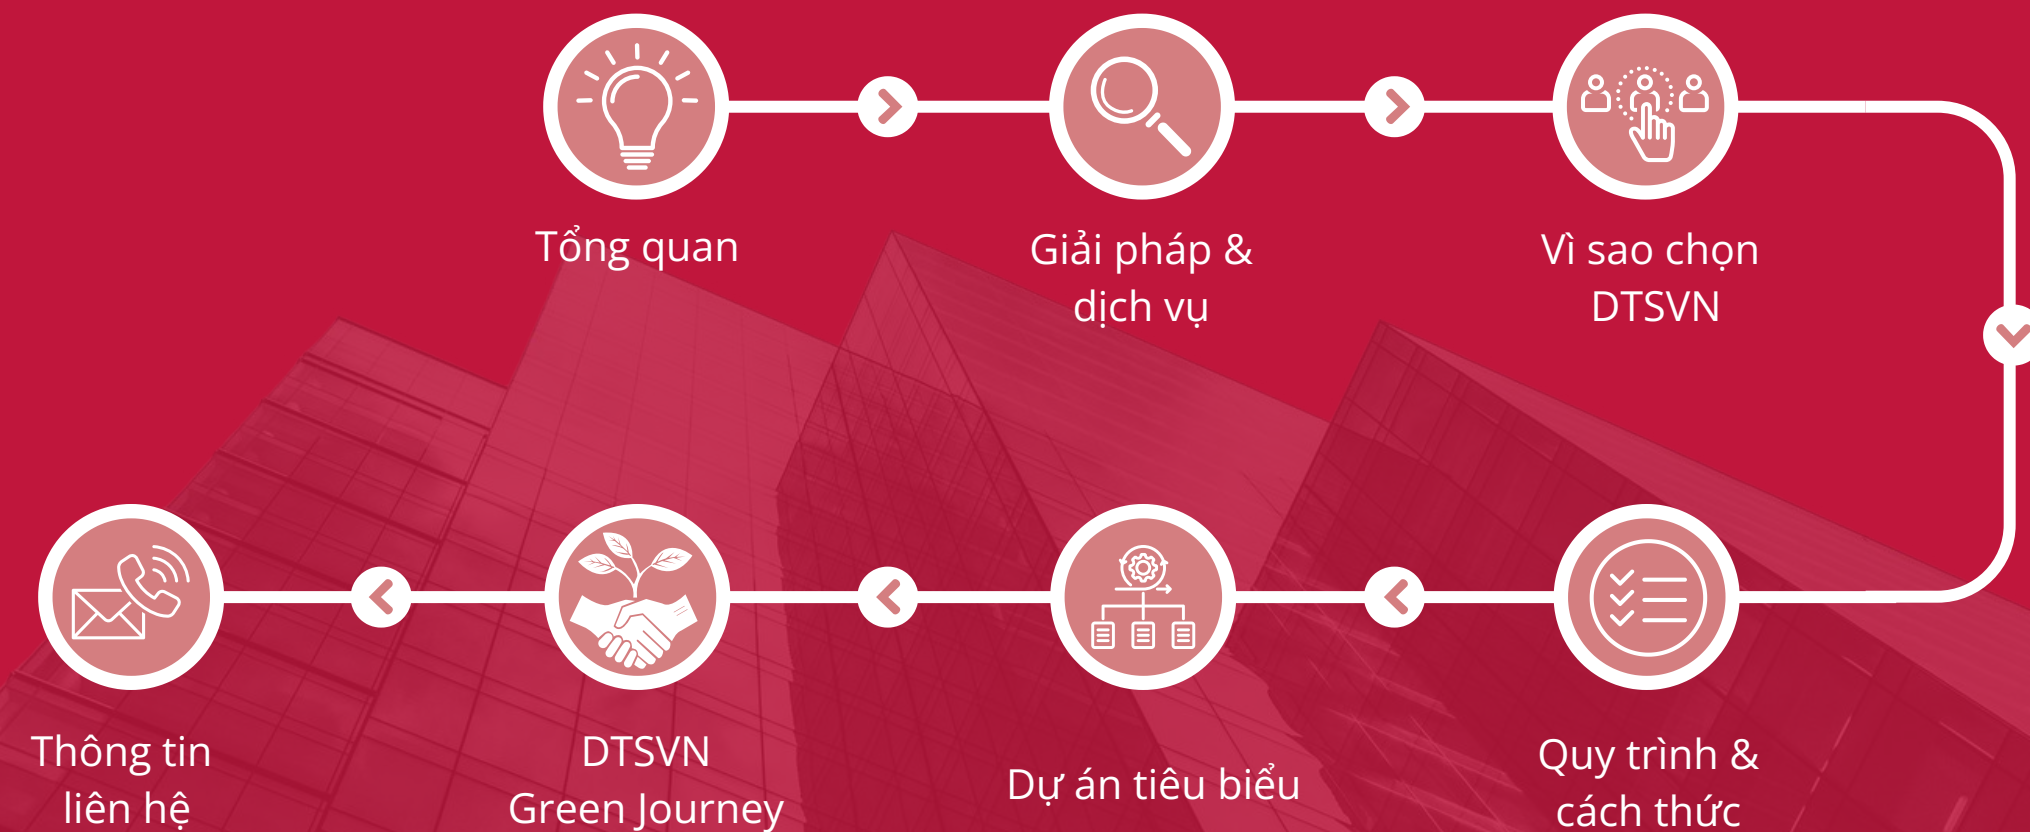 Tổng quan
Giải pháp &
dịch vụ
Vì sao chọn
DTSVN
Quy trình &
cách thức
Dự án tiêu biểu
DTSVN
Green Journey
Thông tin
liên hệ